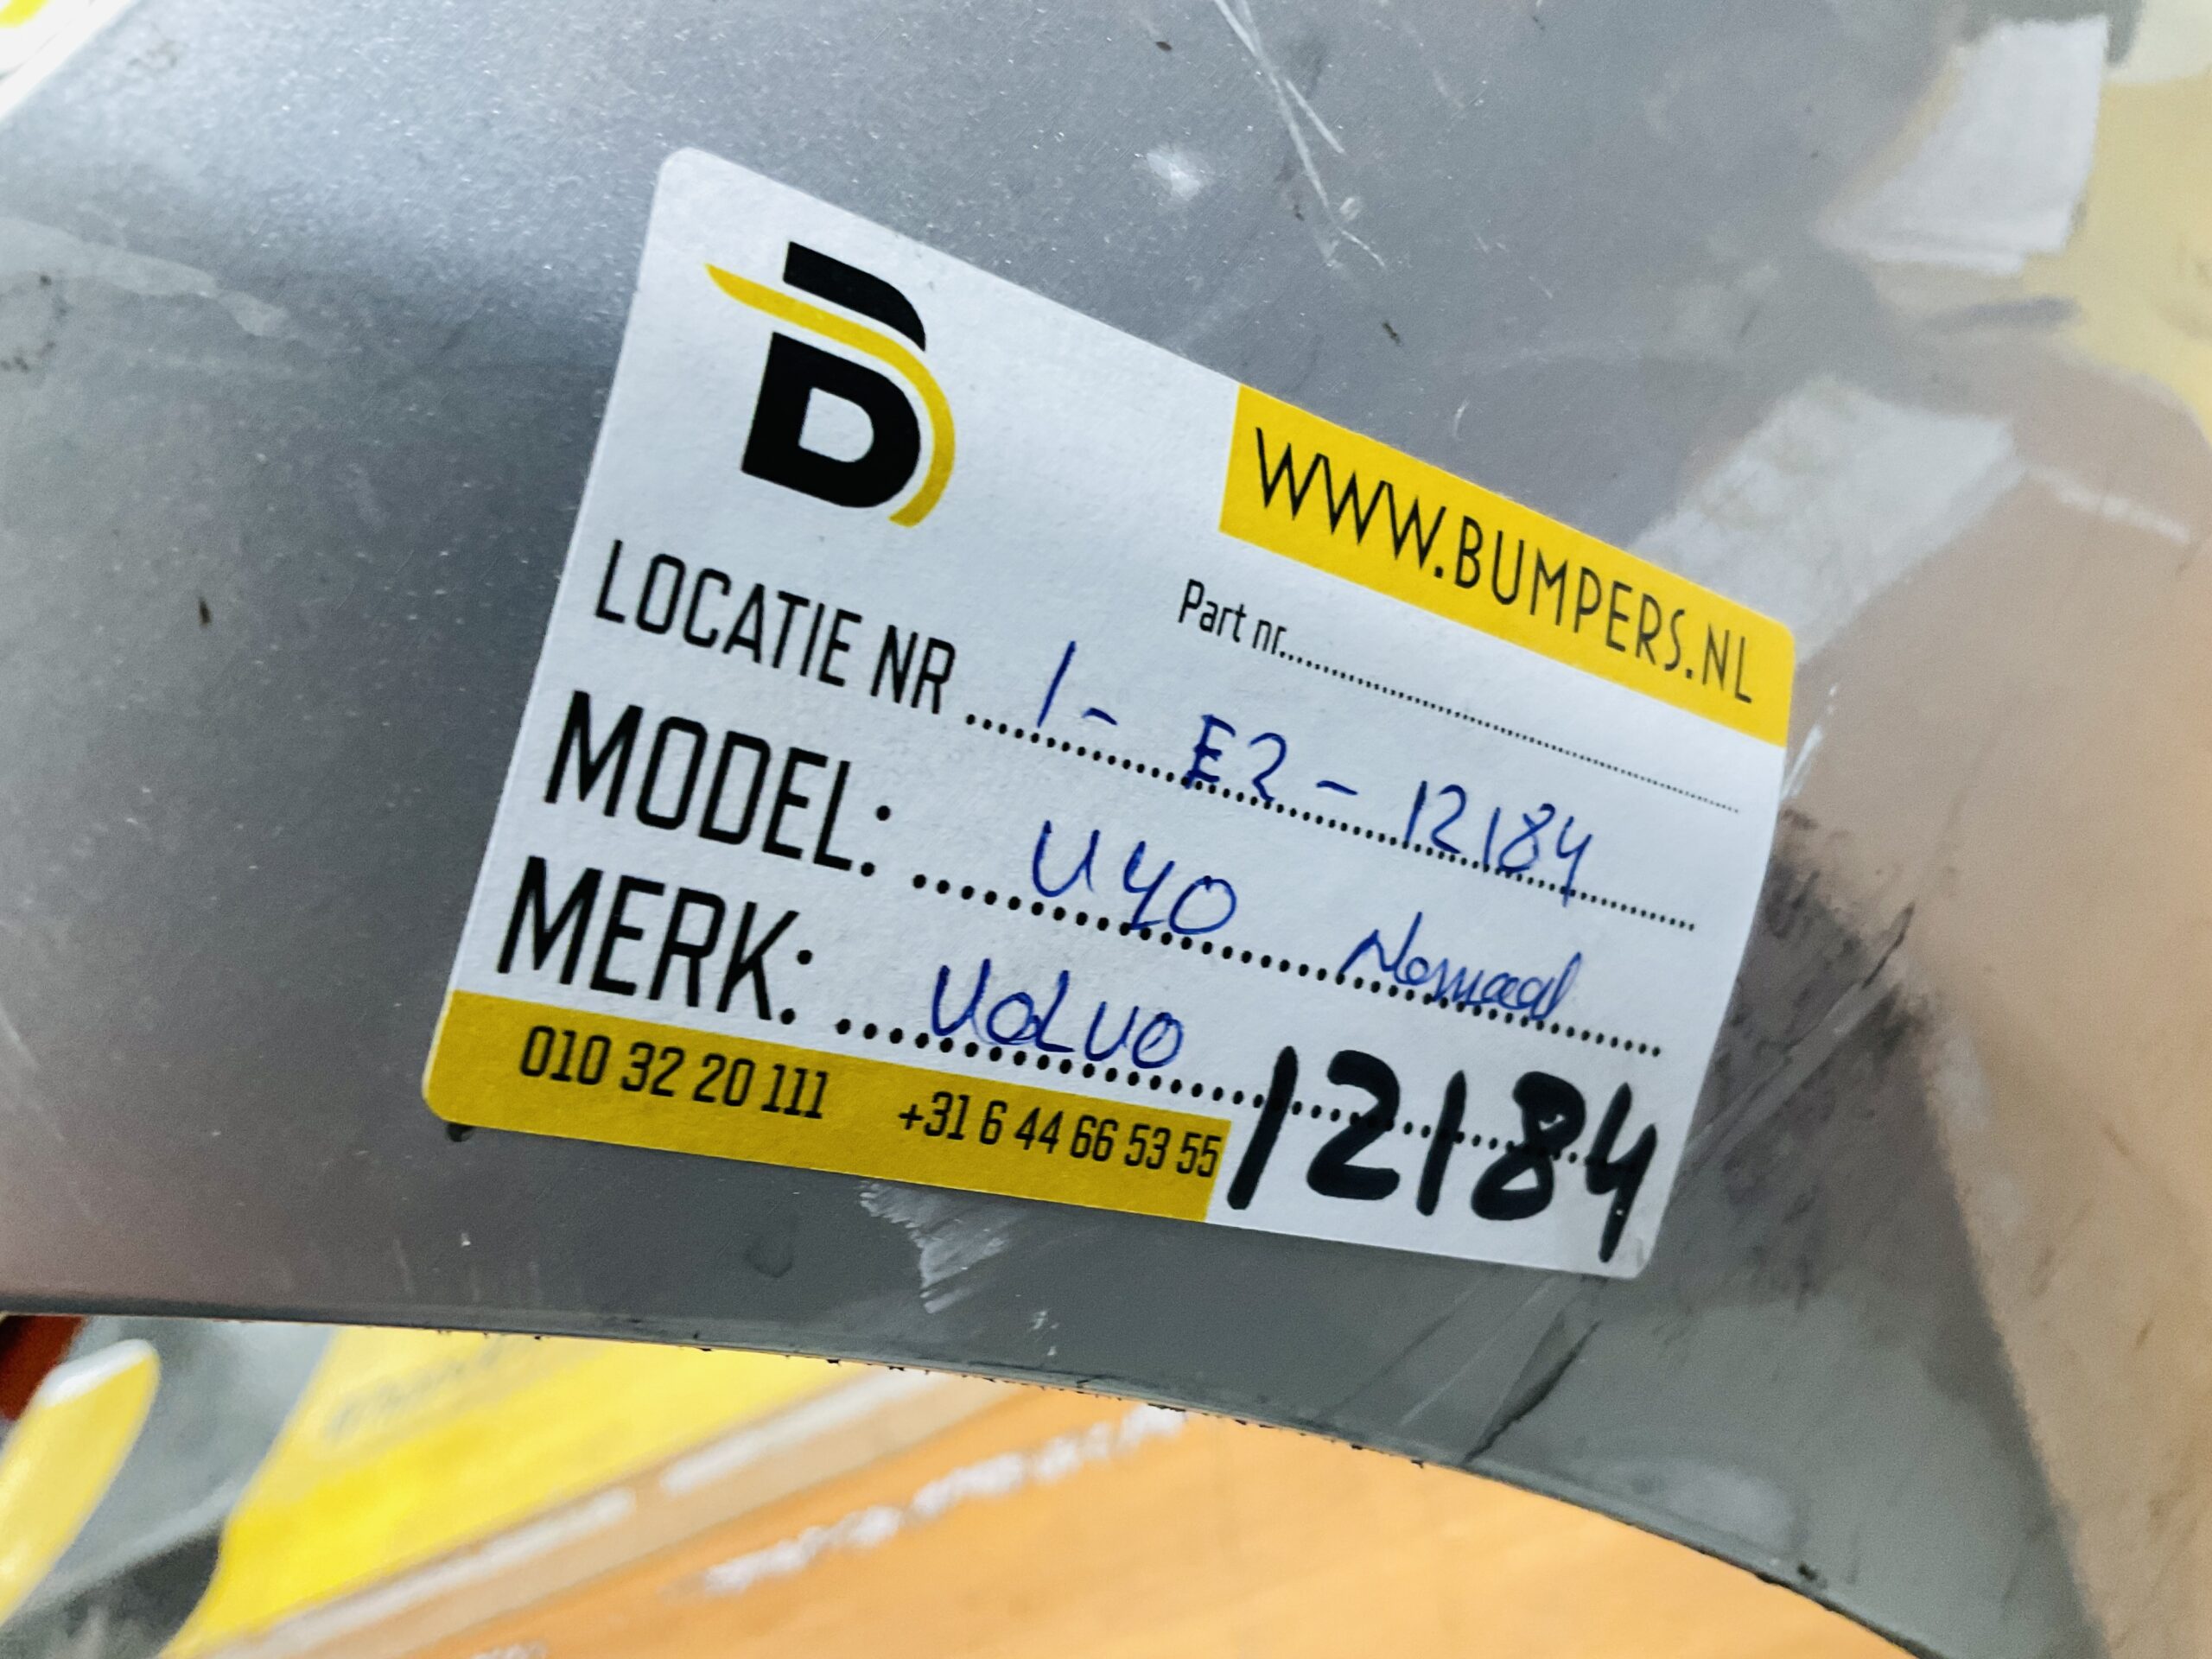 B
WWW.BUMPERS.NL
Part nr..........
LOCATIE NR .... 1 - E2 - 12184
MODEL: .... V40 Normaal
MERK: .... VOLVO
12184
010 32 20 111 +31 6 44 66 53 55